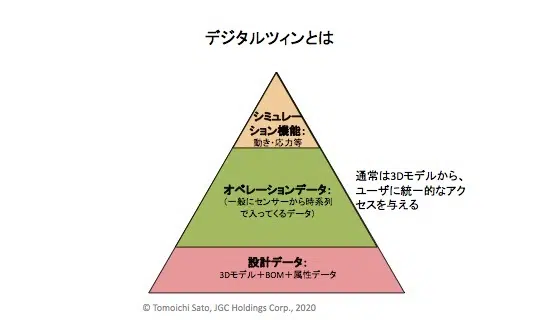 デジタルツィンとは
シミュレー
ション機能：
動き・応力等
オペレーションデータ：
（一般にセンサーから時系列
で入ってくるデータ）
通常は3Dモデルから、
ユーザに統一的なアク
セスを与える
設計データ：
3Dモデル＋BOM＋属性データ
© Tomoichi Sato, JGC Holdings Corp., 2020